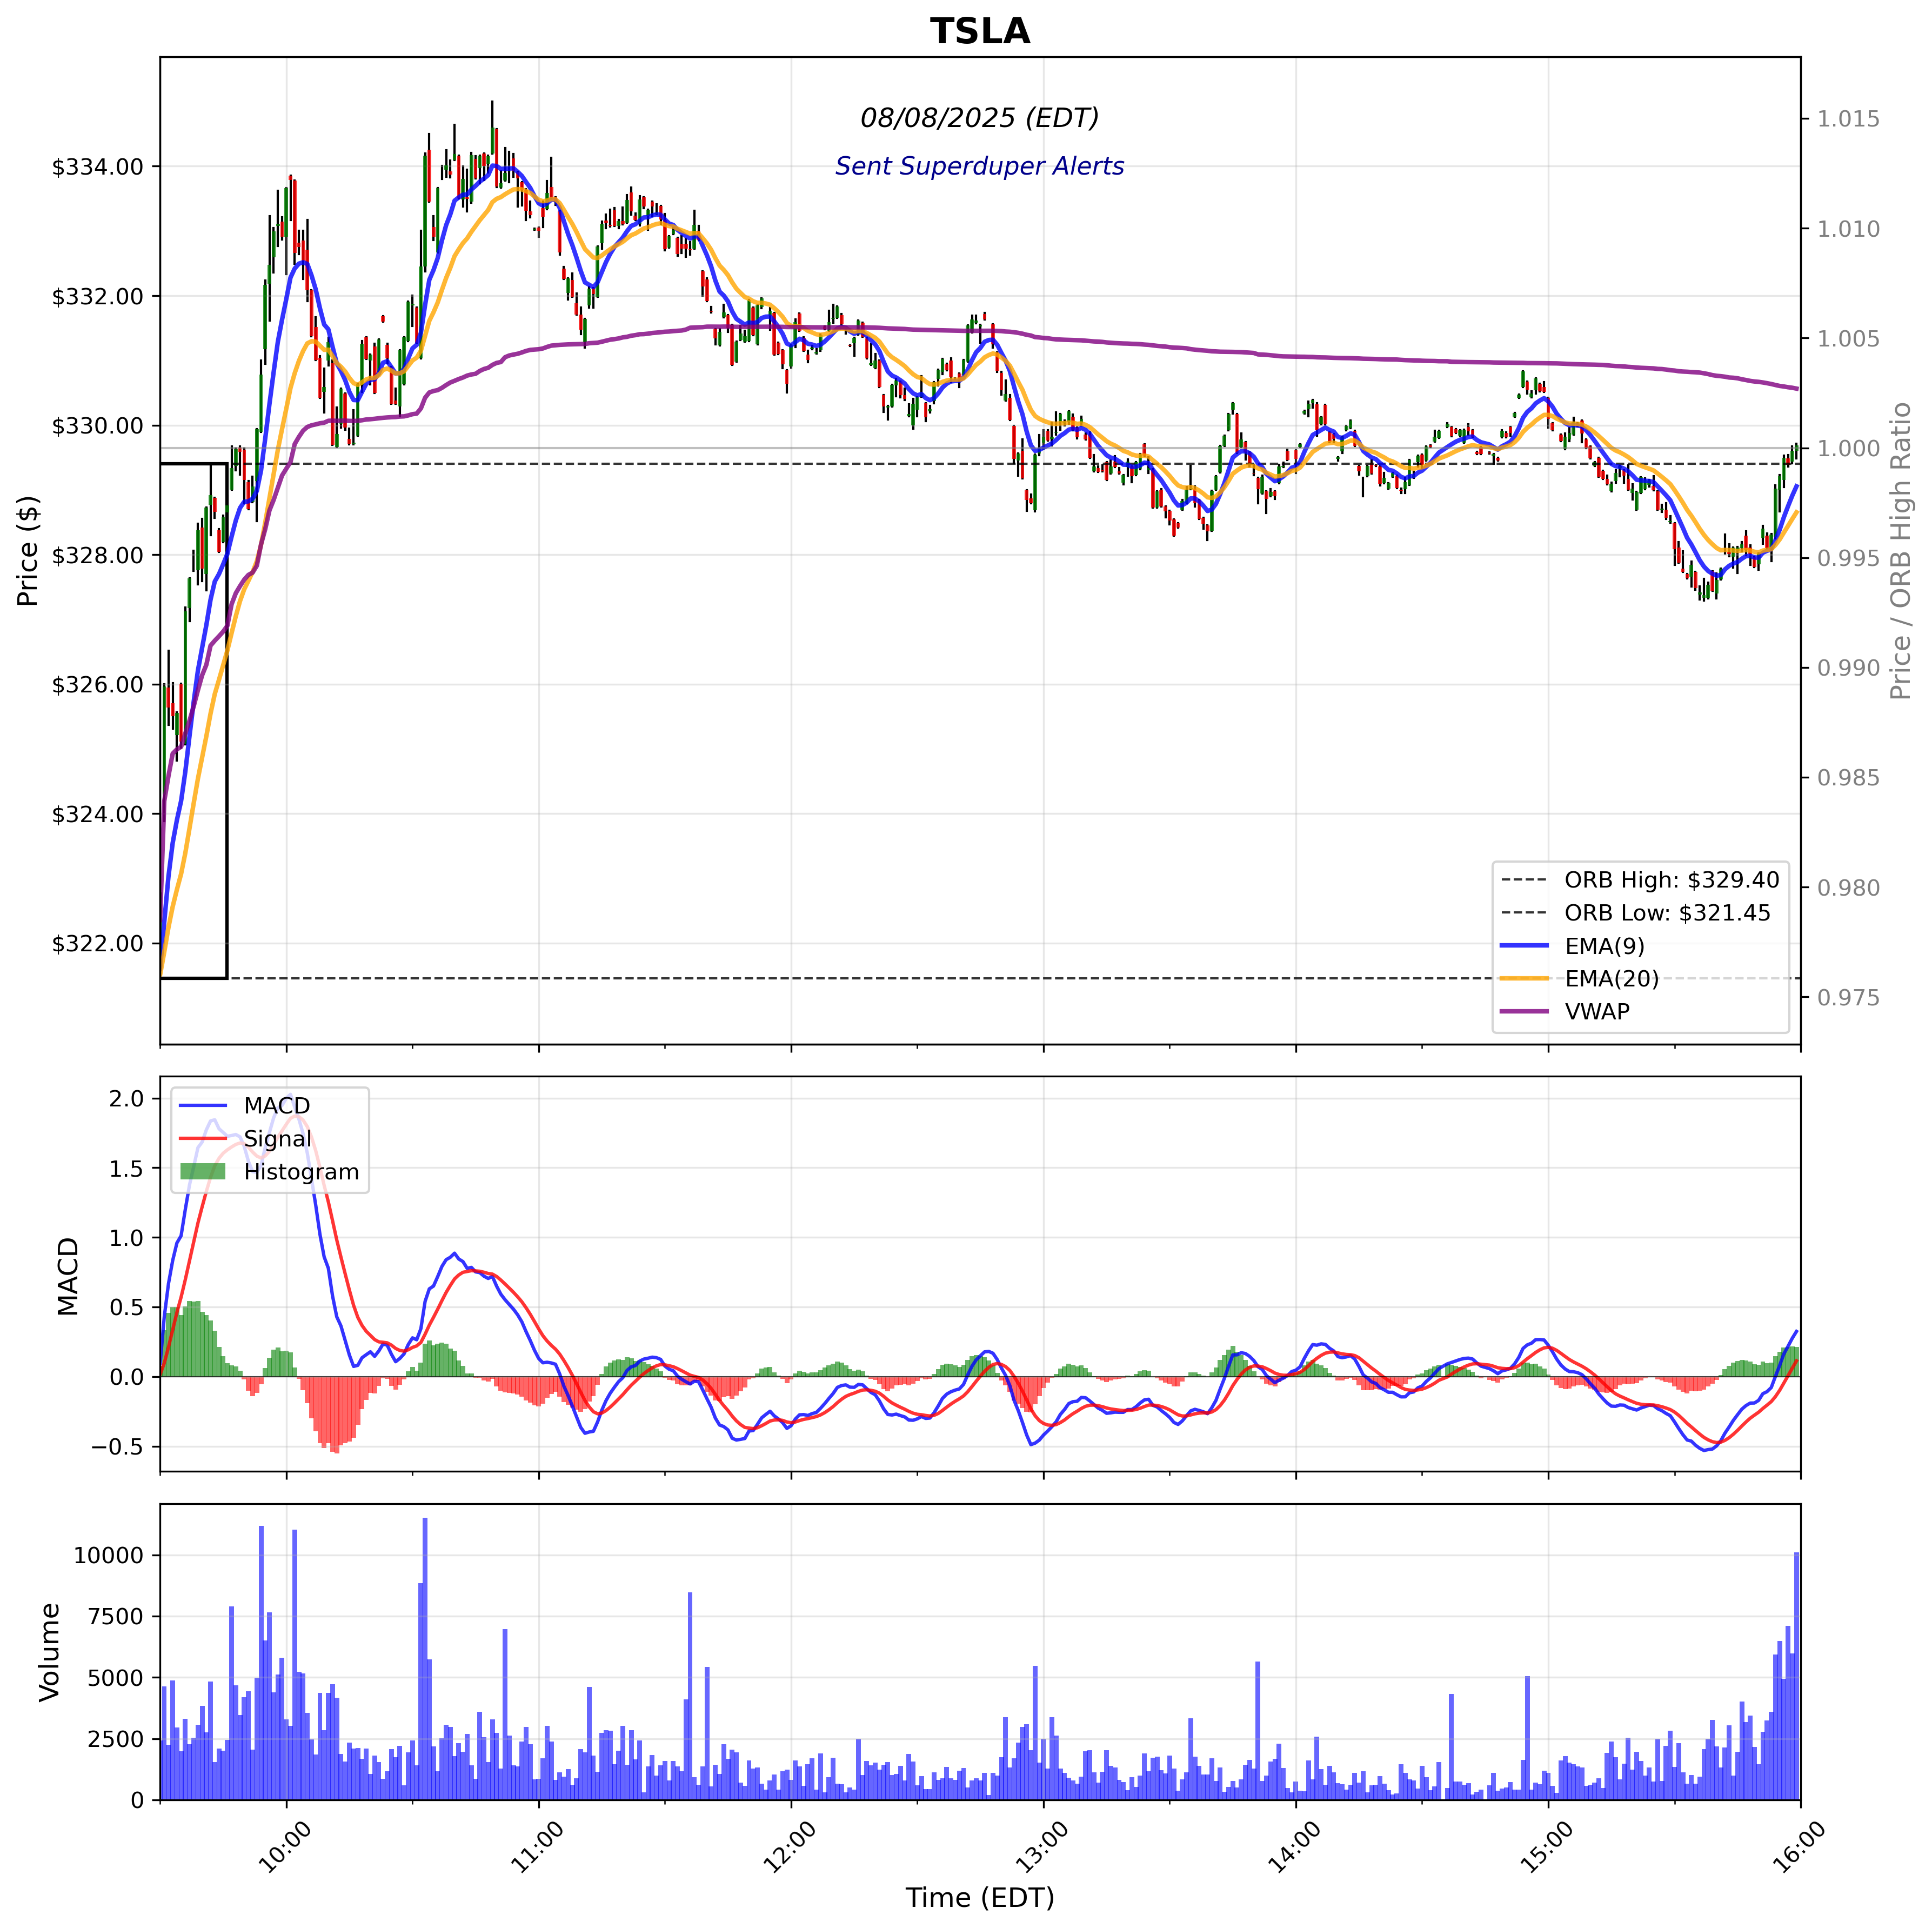 TSLA
08/08/2025 (EDT)
Sent Superduper Alerts
Price ($)
$334.00
$332.00
$330.00
$328.00
$326.00
$324.00
$322.00
1.015
1.010
1.005
1.000
0.995
0.990
0.985
0.980
0.975
Price / ORB High Ratio
ORB High: $329.40
ORB Low: $321.45
EMA(9)
EMA(20)
VWAP
MACD
2.0
1.5
1.0
0.5
0.0
−0.5
MACD
Signal
Histogram
Volume
10000
7500
5000
2500
0
10:00
11:00
12:00
13:00
14:00
15:00
16:00
Time (EDT)